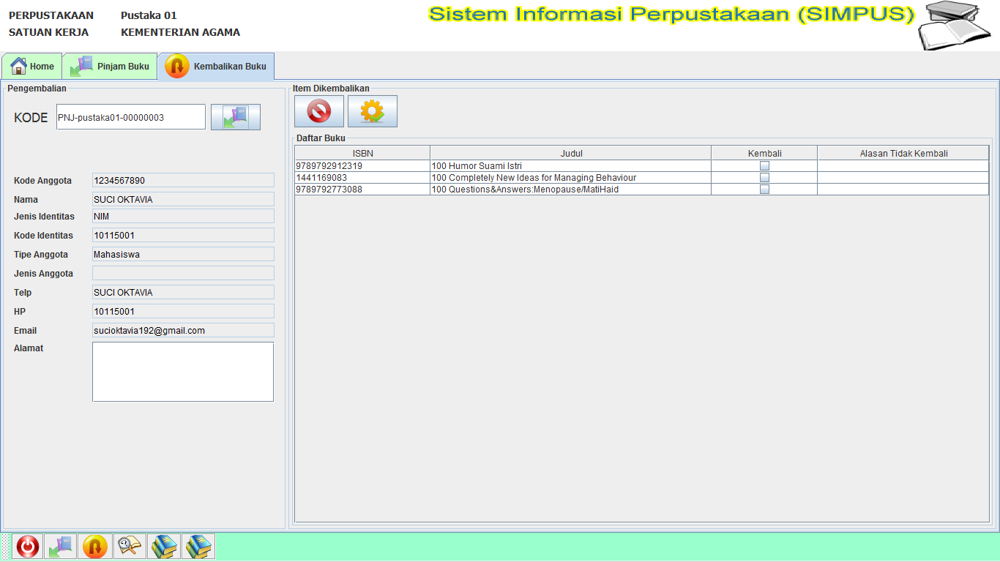 PERPUSTAKAAN Pustaka 01
SATUAN KERJA KEMENTERIAN AGAMA
Sistem Informasi Perpustakaan (SIMPUS)
Home Pinjam Buku Kembalikan Buku
Pengembalian
KODE PNJ-pustaka01-00000003
Kode Anggota 1234567890
Nama SUCI OKTAVIA
Jenis Identitas NIM
Kode Identitas 10115001
Tipe Anggota Mahasiswa
Jenis Anggota
Telp SUCI OKTAVIA
HP 10115001
Email sucioktavia192@gmail.com
Alamat
Item Dikembalikan
Daftar Buku
ISBN Judul Kembali Alasan Tidak Kembali
9789792912319 100 Humor Suami Istri
1441169083 100 Completely New Ideas for Managing Behaviour
9789792773088 100 Questions&Answers:Menopause/MatiHaid